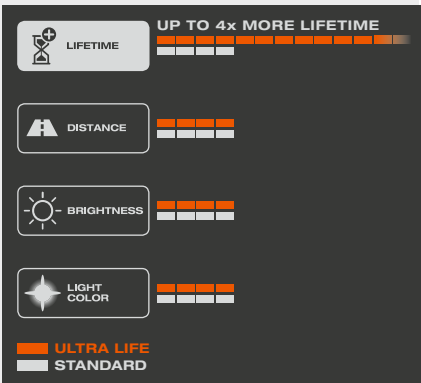 UP TO 4x MORE LIFETIME
LIFETIME
DISTANCE
BRIGHTNESS
LIGHT
COLOR
ULTRA LIFE
STANDARD